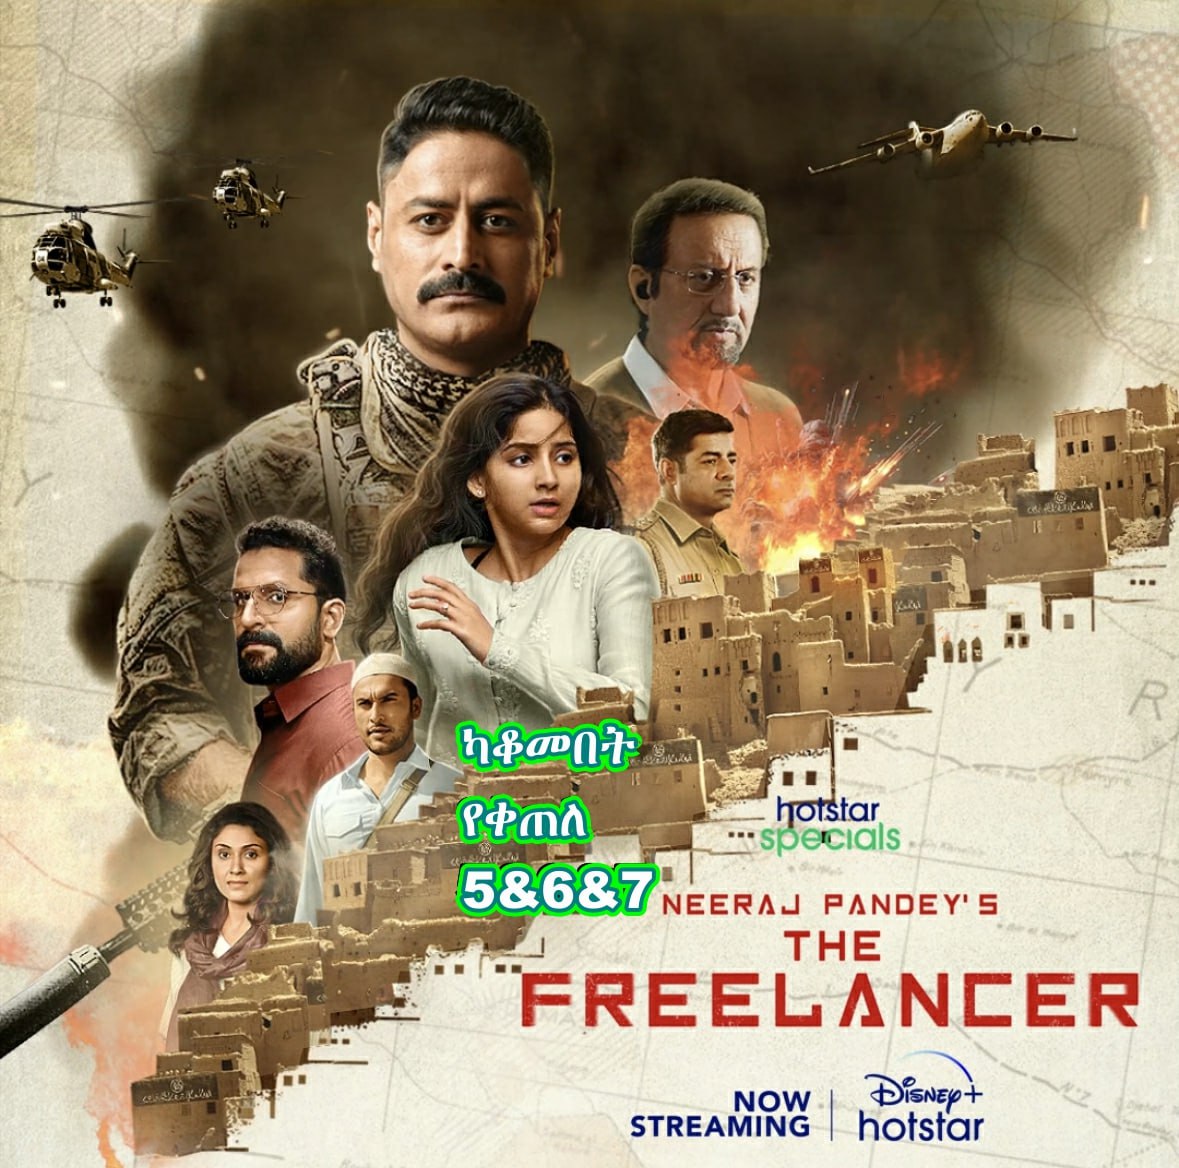 ካቆመበት
የቀጠለ
5&6&7
hotstar
specials
NEERAJ PANDEY'S
THE
FREELANCER
NOW
STREAMING
Disney+
hotstar